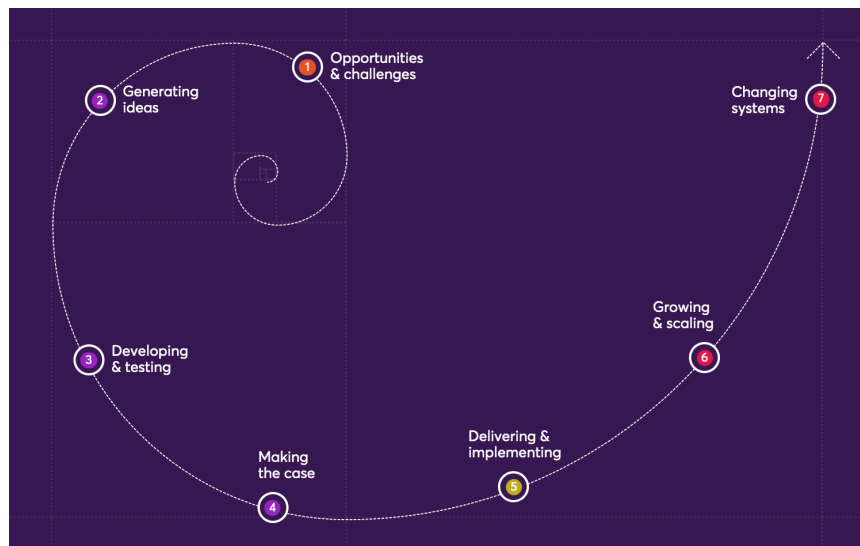 1
Opportunities
& challenges
2
Generating
ideas
3
Developing
& testing
4
Making
the case
5
Delivering &
implementing
6
Growing
& scaling
7
Changing
systems